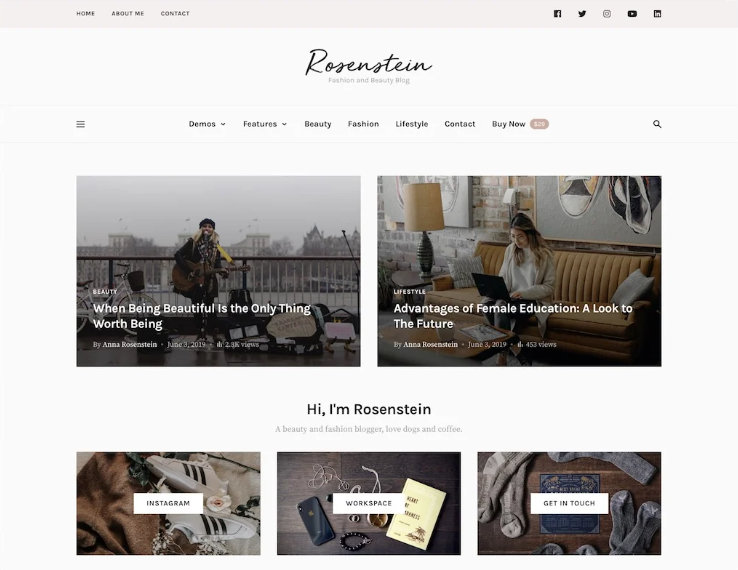 HOME ABOUT ME CONTACT
Rosenstein
Fashion and Beauty Blog
Demos Features Beauty Fashion Lifestyle Contact Buy Now $29
BEAUTY
When Being Beautiful Is the Only Thing
Worth Being
By Anna Rosenstein • June 3, 2019 • 2.3K views
LIFESTYLE
Advantages of Female Education: A Look to
The Future
By Anna Rosenstein • June 3, 2019 • 453 views
Hi, I'm Rosenstein
A beauty and fashion blogger, love dogs and coffee.
INSTAGRAM
WORKSPACE
HEART
OF
DARKNESS
GET IN TOUCH